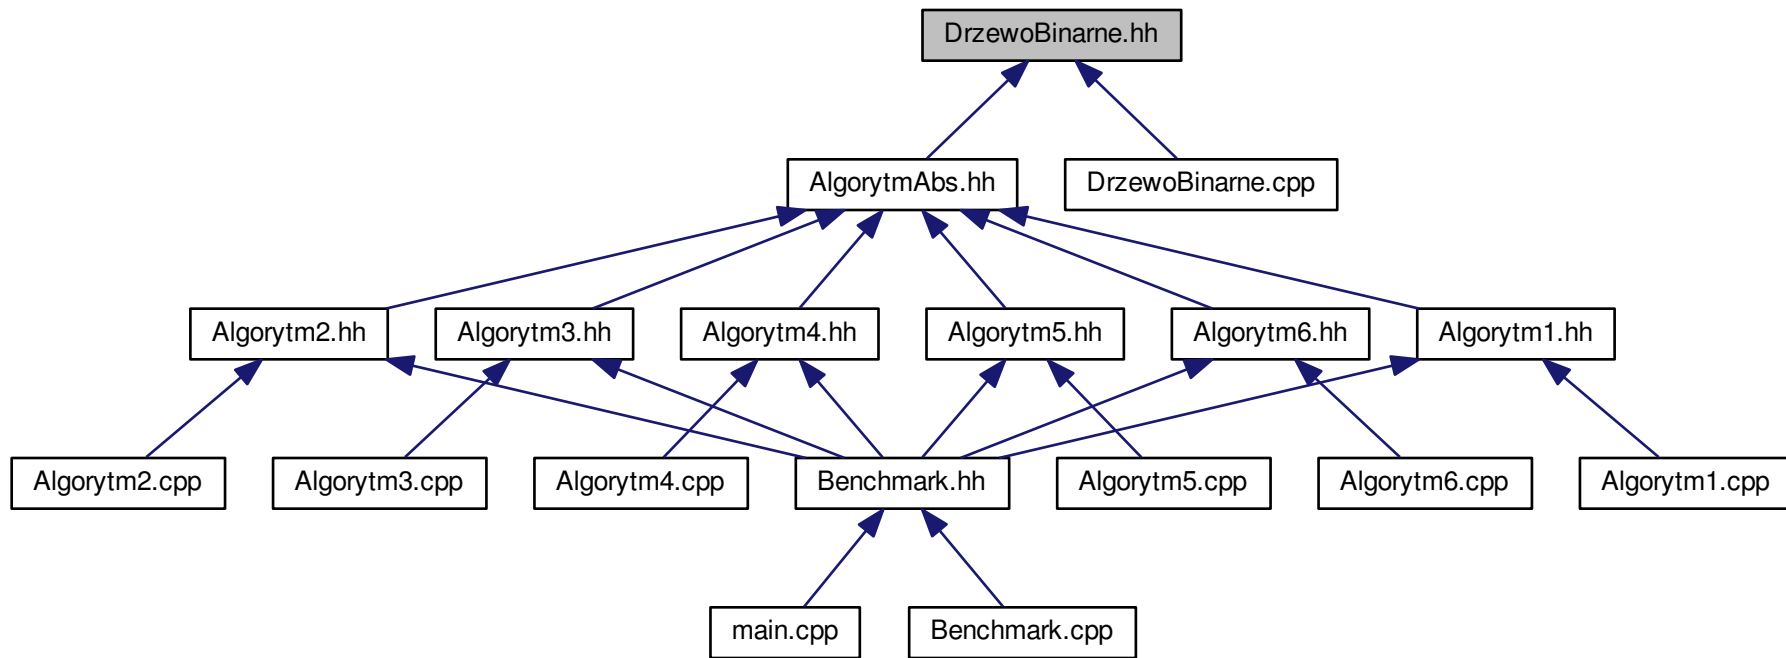 DrzewoBinarne.hh
AlgorytmAbs.hh
DrzewoBinarne.cpp
Algorytm2.hh
Algorytm3.hh
Algorytm4.hh
Algorytm5.hh
Algorytm6.hh
Algorytm1.hh
Algorytm2.cpp
Algorytm3.cpp
Algorytm4.cpp
Benchmark.hh
Algorytm5.cpp
Algorytm6.cpp
Algorytm1.cpp
main.cpp
Benchmark.cpp